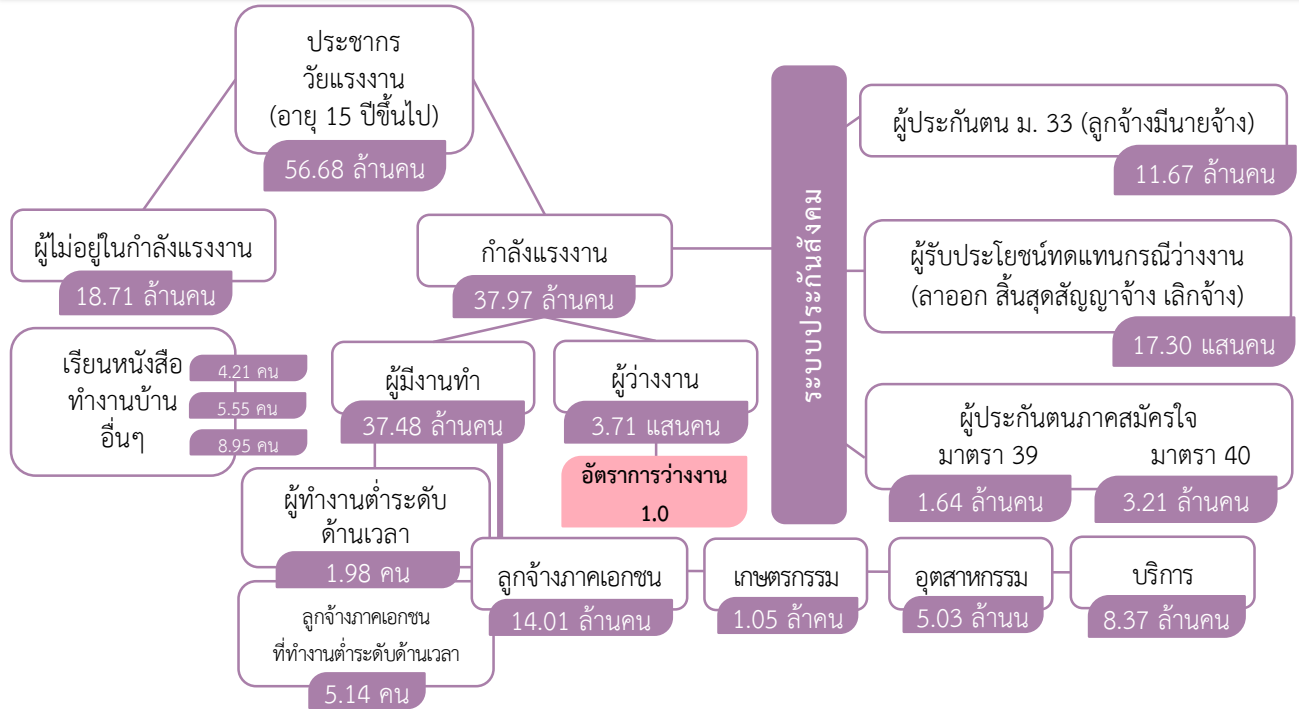 ประชากร
วัยแรงงาน
(อายุ 15 ปีขึ้นไป)
56.68 ล้านคน
ผู้ไม่อยู่ในกำลังแรงงาน
18.71 ล้านคน
กำลังแรงงาน
37.97 ล้านคน
เรียนหนังสือ
4.21 คน
ทำงานบ้าน
5.55 คน
อื่นๆ
8.95 คน
ผู้มีงานทำ
37.48 ล้านคน
ผู้ว่างงาน
3.71 แสนคน
อัตราการว่างงาน
1.0
ผู้ทำงานต่ำระดับ
ด้านเวลา
1.98 คน
ลูกจ้างภาคเอกชน
ที่ทำงานต่ำระดับด้านเวลา
5.14 คน
ลูกจ้างภาคเอกชน
14.01 ล้านคน
เกษตรกรรม
1.05 ล้าคน
อุตสาหกรรม
5.03 ล้านน
บริการ
8.37 ล้านคน
ระบบประกันสังคม
ผู้ประกันตน ม. 33 (ลูกจ้างมีนายจ้าง)
11.67 ล้านคน
ผู้รับประโยชน์ทดแทนกรณีว่างงาน
(ลาออก สิ้นสุดสัญญาจ้าง เลิกจ้าง)
17.30 แสนคน
ผู้ประกันตนภาคสมัครใจ
มาตรา 39 มาตรา 40
1.64 ล้านคน 3.21 ล้านคน